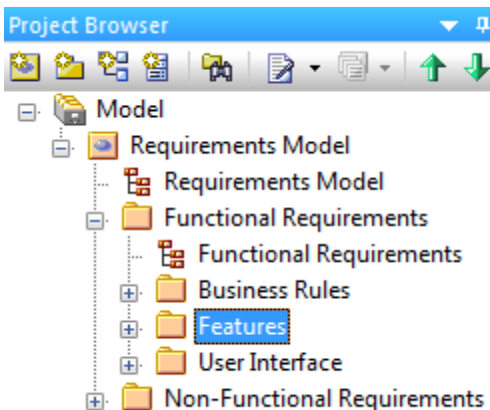 Project Browser
Model
Requirements Model
Requirements Model
Functional Requirements
Functional Requirements
Business Rules
Features
User Interface
Non-Functional Requirements